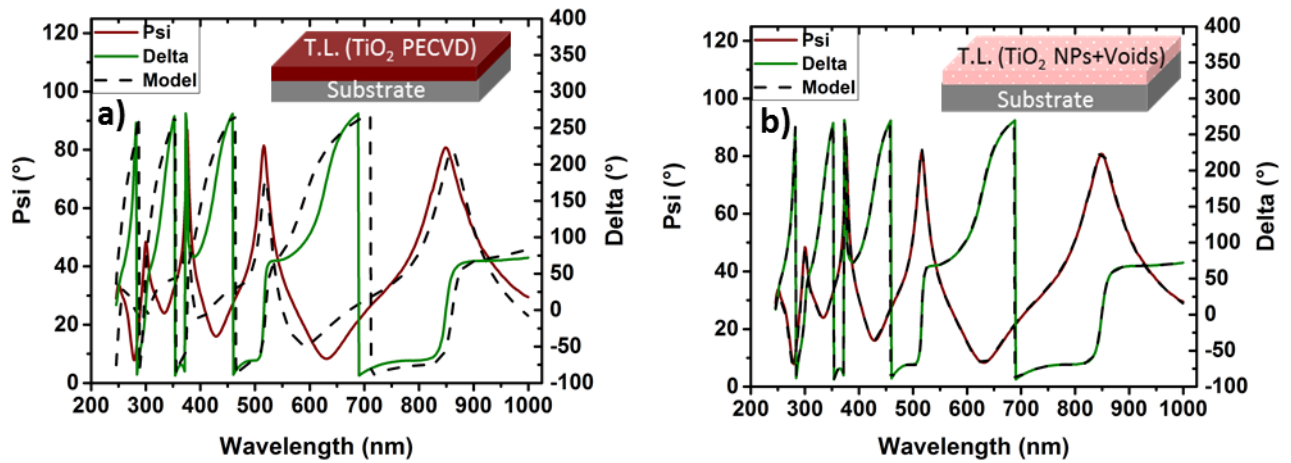 a)
Psi
Delta
Model
T.L. (TiO₂ PECVD)
Substrate
Psi (°)
120
100
80
60
40
20
0
Delta (°)
400
350
300
250
200
150
100
50
0
-50
-100
200 300 400 500 600 700 800 900 1000
Wavelength (nm)
b)
Psi
Delta
Model
T.L. (TiO₂ NPs+Voids)
Substrate
Psi (°)
120
100
80
60
40
20
0
Delta (°)
400
350
300
250
200
150
100
50
0
-50
-100
200 300 400 500 600 700 800 900 1000
Wavelength (nm)